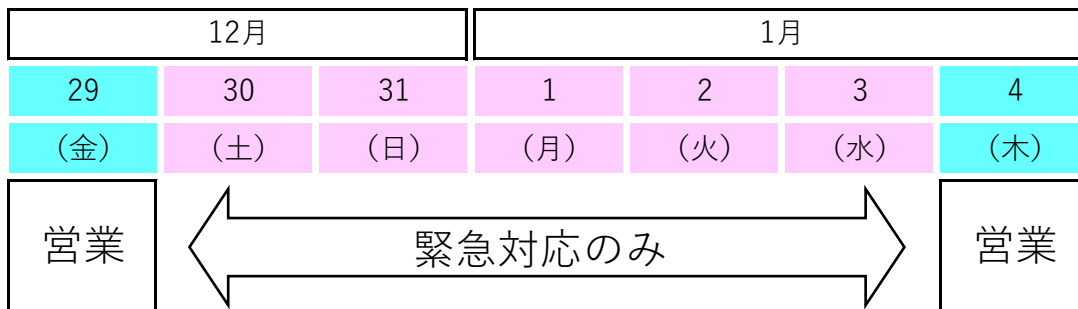 12月 1月
29 30 31 1 2 3 4
（金） （土） （日） （月） （火） （水） （木）
営業 緊急対応のみ 営業